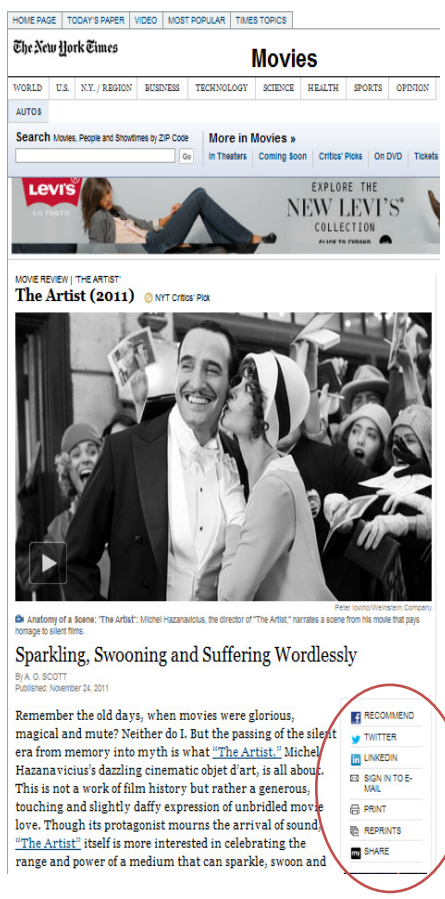 HOME PAGE TODAY'S PAPER VIDEO MOST POPULAR TIMES TOPICS
The New York Times
Movies
WORLD U.S. N.Y. / REGION BUSINESS TECHNOLOGY SCIENCE HEALTH SPORTS OPINION
AUTOS
Search Movies, People and Showtimes by ZIP Code
More in Movies »
Go
In Theaters Coming Soon Critics' Picks On DVD Tickets
LEVI'S
GO FORTH
EXPLORE THE
NEW LEVI'S®
COLLECTION
CLICK TO EXPAND
MOVIE REVIEW | 'THE ARTIST'
The Artist (2011) NYT Critics' Pick
Peter Iovino/Weinstein Company
Anatomy of a Scene: 'The Artist': Michel Hazanavicius, the director of "The Artist," narrates a scene from his movie that pays
homage to silent films.
Sparkling, Swooning and Suffering Wordlessly
By A. O. SCOTT
Published: November 24, 2011
Remember the old days, when movies were glorious,
magical and mute? Neither do I. But the passing of the silent
era from memory into myth is what "The Artist," Michel
Hazanavicius's dazzling cinematic objet d'art, is all about.
This is not a work of film history but rather a generous,
touching and slightly daffy expression of unbridled movie
love. Though its protagonist mourns the arrival of sound,
"The Artist" itself is more interested in celebrating the
range and power of a medium that can sparkle, swoon and
RECOMMEND
TWITTER
LINKEDIN
SIGN IN TO E-
MAIL
PRINT
REPRINTS
my SHARE